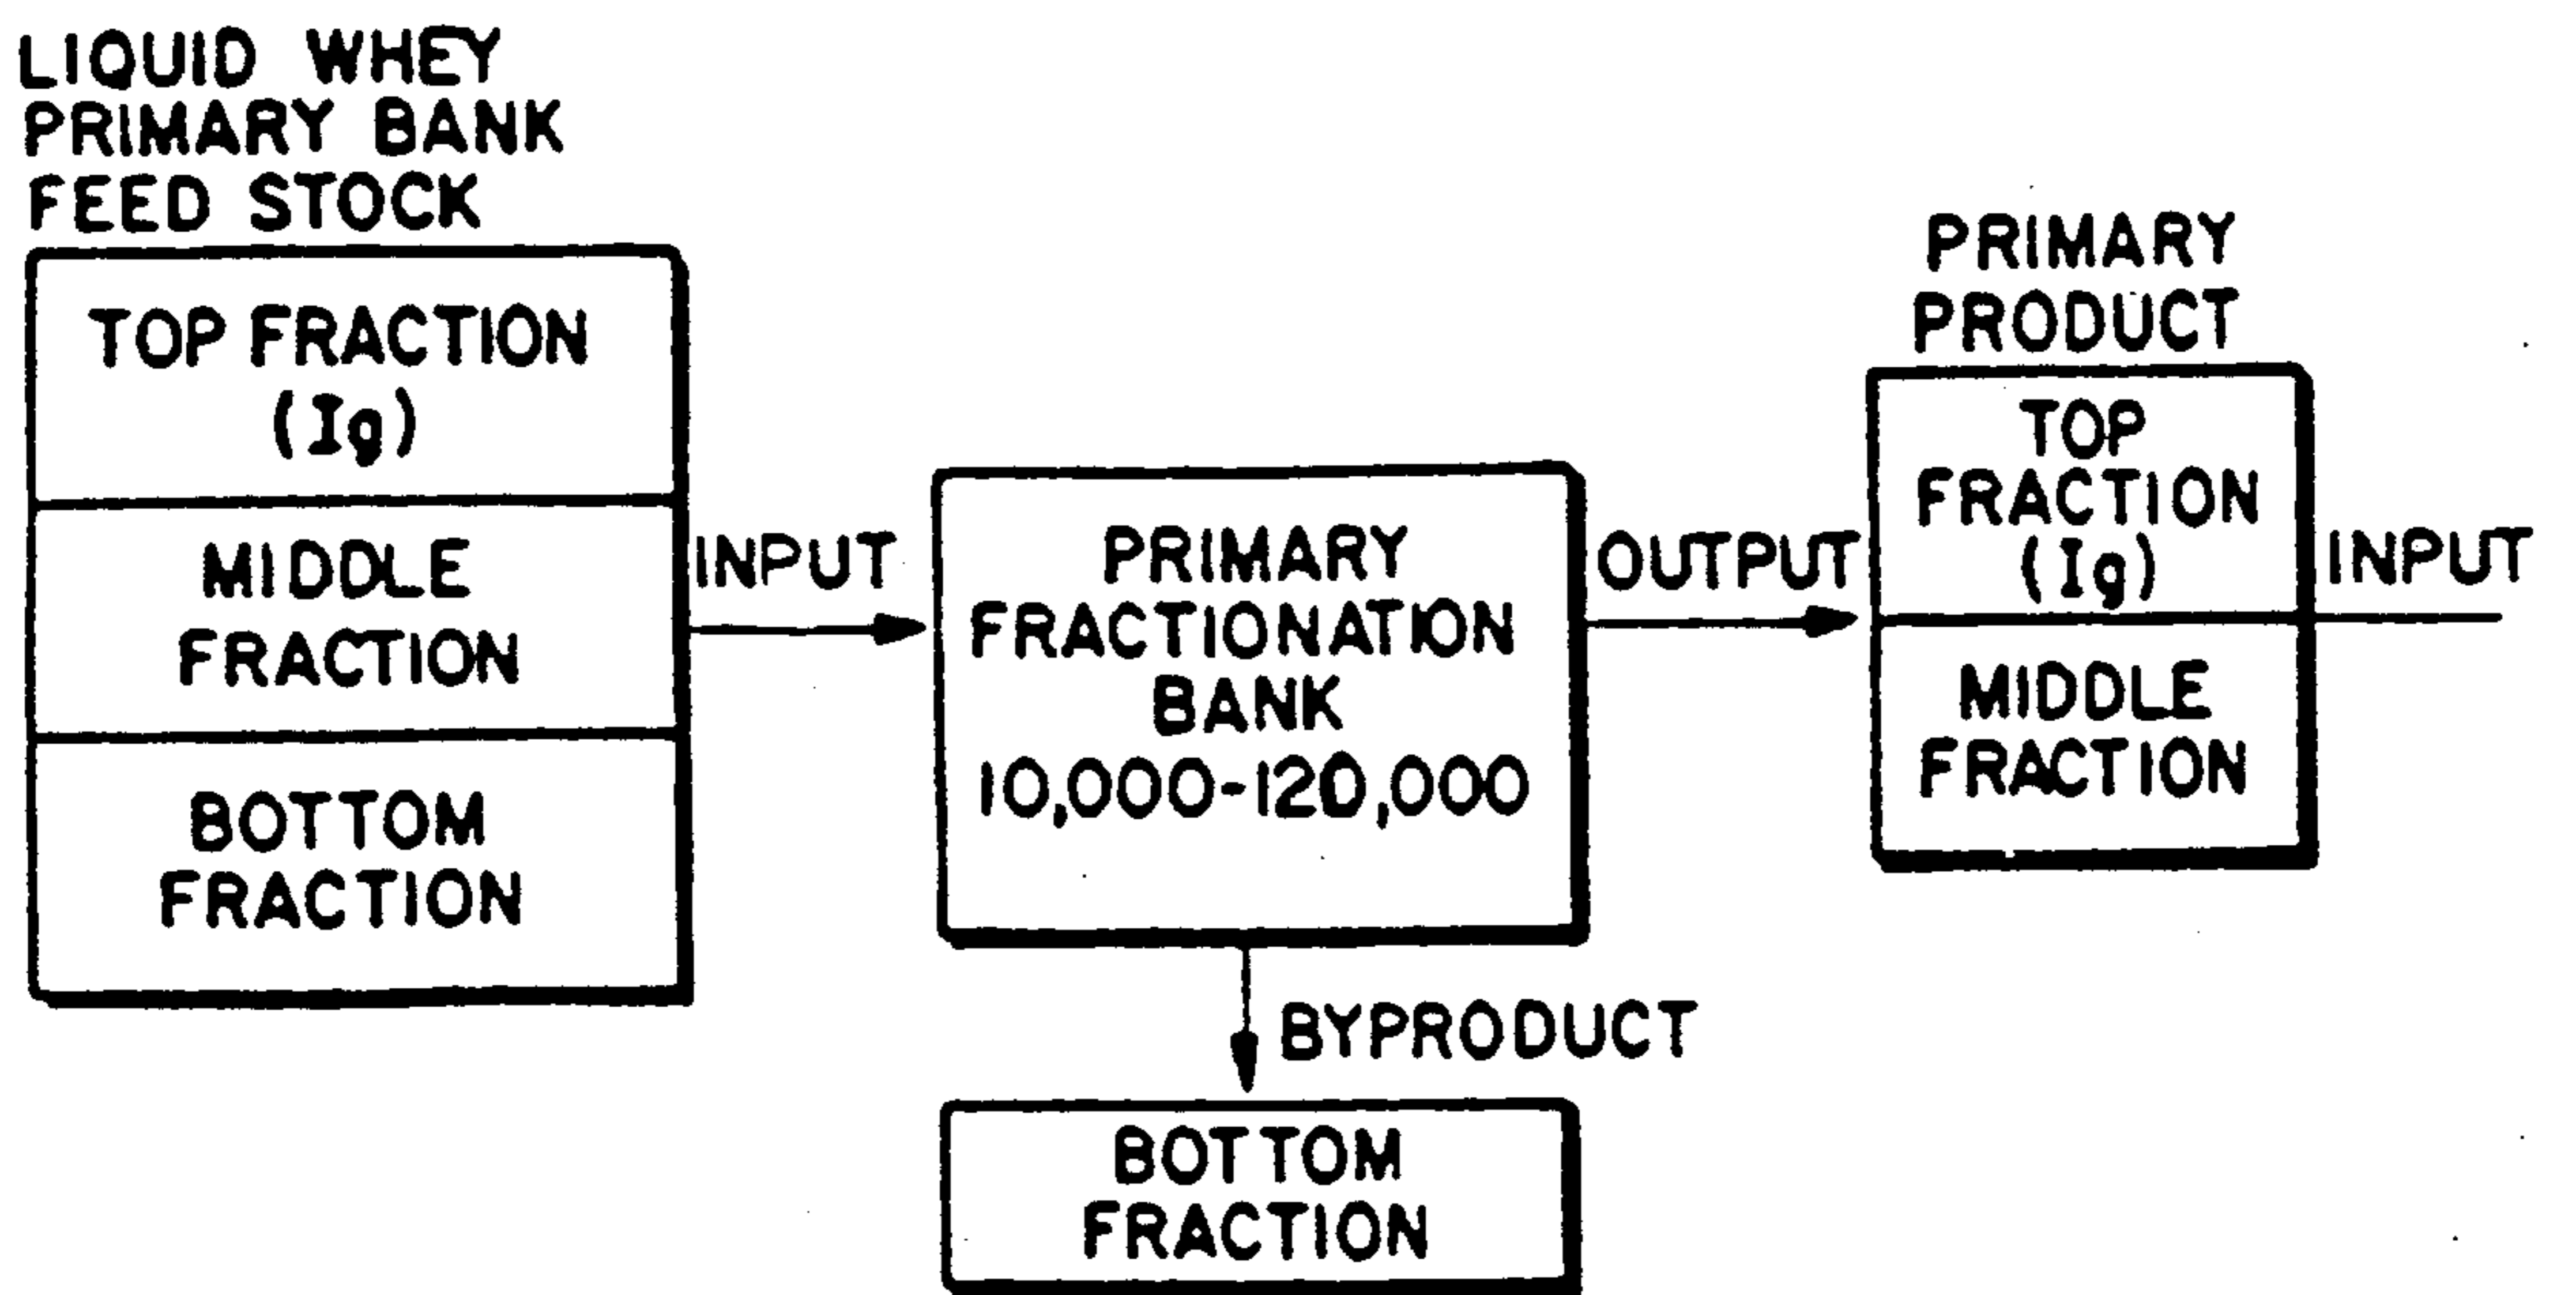 LIQUID WHEY
PRIMARY BANK
FEED STOCK
TOP FRACTION
(Ig)
MIDDLE
FRACTION
BOTTOM
FRACTION
INPUT
PRIMARY
FRACTIONATION
BANK
10,000-120,000
BYPRODUCT
BOTTOM
FRACTION
OUTPUT
PRIMARY
PRODUCT
TOP
FRACTION
(Ig)
MIDDLE
FRACTION
INPUT